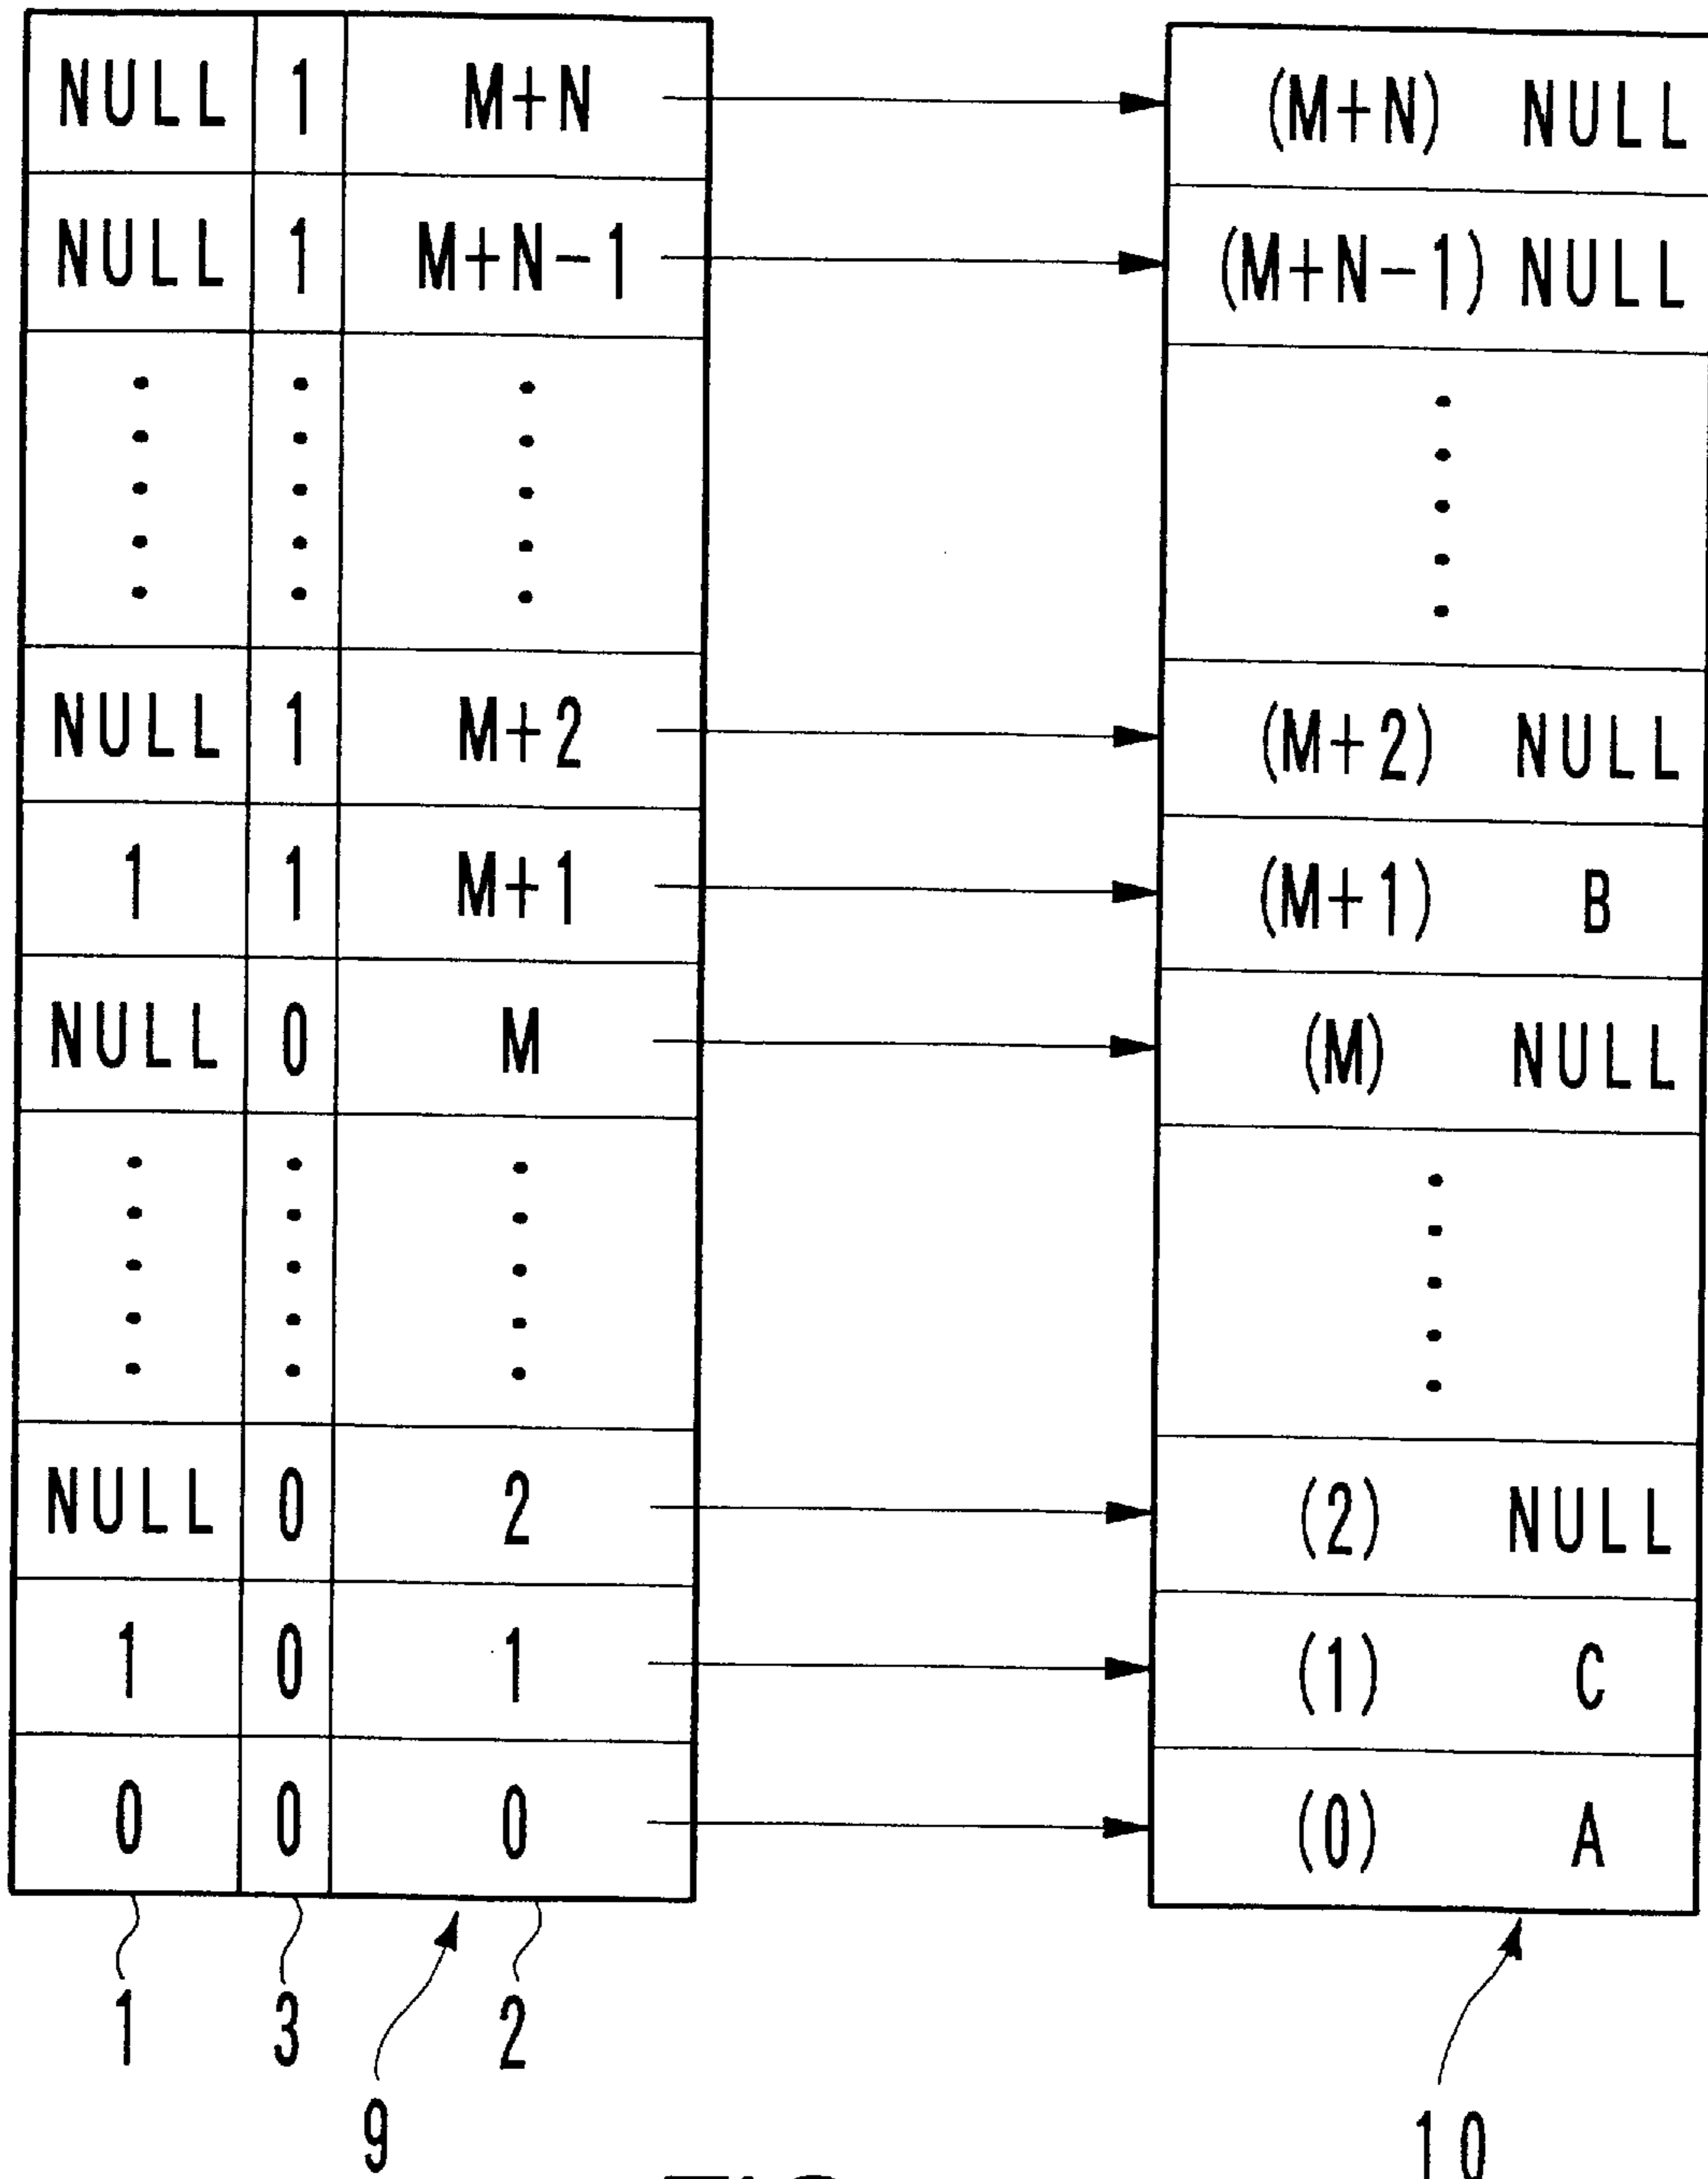 NULL 1 M+N (M+N) NULL
NULL 1 M+N-1 (M+N-1) NULL
NULL 1 M+2 (M+2) NULL
1 1 M+1 (M+1) B
NULL 0 M (M) NULL
NULL 0 2 (2) NULL
1 0 1 (1) C
0 0 0 (0) A
1 3 2
9 10